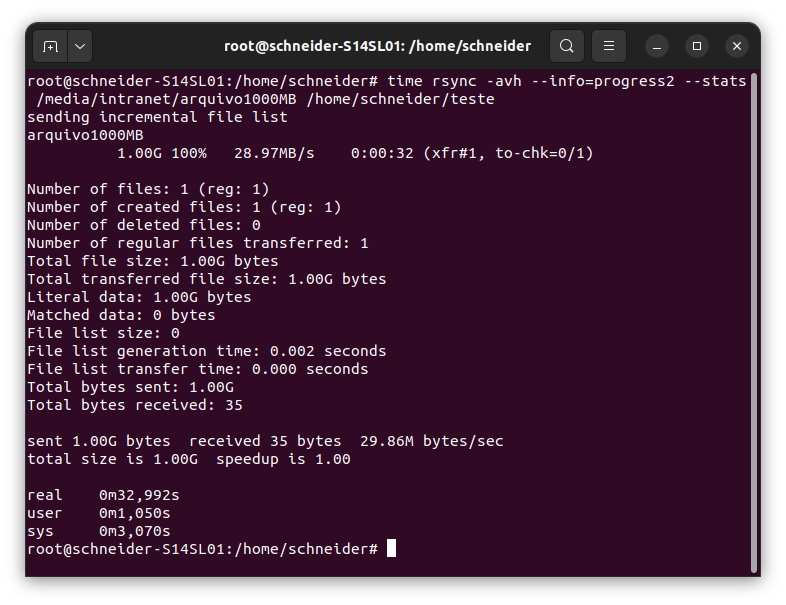 root@schneider-S14SL01: /home/schneider
root@schneider-S14SL01:/home/schneider# time rsync -avh --info=progress2 --stats
 /media/intranet/arquivo1000MB /home/schneider/teste
sending incremental file list
arquivo1000MB
          1.00G 100%   28.97MB/s    0:00:32 (xfr#1, to-chk=0/1)

Number of files: 1 (reg: 1)
Number of created files: 1 (reg: 1)
Number of deleted files: 0
Number of regular files transferred: 1
Total file size: 1.00G bytes
Total transferred file size: 1.00G bytes
Literal data: 1.00G bytes
Matched data: 0 bytes
File list size: 0
File list generation time: 0.002 seconds
File list transfer time: 0.000 seconds
Total bytes sent: 1.00G
Total bytes received: 35

sent 1.00G bytes  received 35 bytes  29.86M bytes/sec
total size is 1.00G  speedup is 1.00

real    0m32,992s
user    0m1,050s
sys     0m3,070s
root@schneider-S14SL01:/home/schneider#